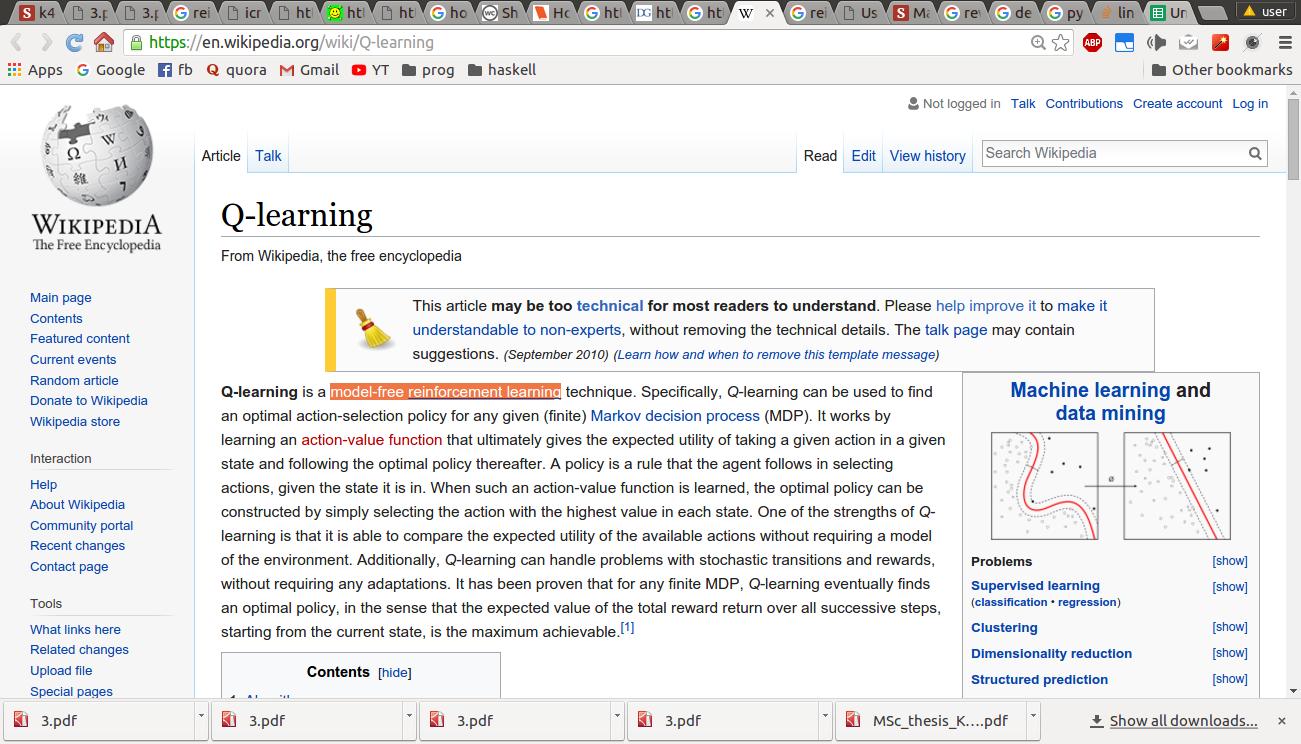 k4
3.p
3.p
rei
icr
ht
htl
htl
ho
Sh
Ho
htl
htl
htl
rei
Us
Ma
rev
de
py
lin
Un
user
https://en.wikipedia.org/wiki/Q-learning
ABP
Apps Google fb quora Gmail YT prog haskell Other bookmarks
Not logged in Talk Contributions Create account Log in
Article Talk Read Edit View history Search Wikipedia
WIKIPEDIA
The Free Encyclopedia
Main page
Contents
Featured content
Current events
Random article
Donate to Wikipedia
Wikipedia store
Interaction
Help
About Wikipedia
Community portal
Recent changes
Contact page
Tools
What links here
Related changes
Upload file
Special pages
Q-learning
From Wikipedia, the free encyclopedia
This article may be too technical for most readers to understand. Please help improve it to make it
understandable to non-experts, without removing the technical details. The talk page may contain
suggestions. (September 2010) (Learn how and when to remove this template message)
Q-learning is a model-free reinforcement learning technique. Specifically, Q-learning can be used to find
an optimal action-selection policy for any given (finite) Markov decision process (MDP). It works by
learning an action-value function that ultimately gives the expected utility of taking a given action in a given
state and following the optimal policy thereafter. A policy is a rule that the agent follows in selecting
actions, given the state it is in. When such an action-value function is learned, the optimal policy can be
constructed by simply selecting the action with the highest value in each state. One of the strengths of Q-
learning is that it is able to compare the expected utility of the available actions without requiring a model
of the environment. Additionally, Q-learning can handle problems with stochastic transitions and rewards,
without requiring any adaptations. It has been proven that for any finite MDP, Q-learning eventually finds
an optimal policy, in the sense that the expected value of the total reward return over all successive steps,
starting from the current state, is the maximum achievable.[1]
Contents [hide]
Machine learning and
data mining
ø
Problems [show]
Supervised learning [show]
(classification • regression)
Clustering [show]
Dimensionality reduction [show]
Structured prediction [show]
3.pdf
3.pdf
3.pdf
3.pdf
MSc_thesis_K....pdf
Show all downloads...